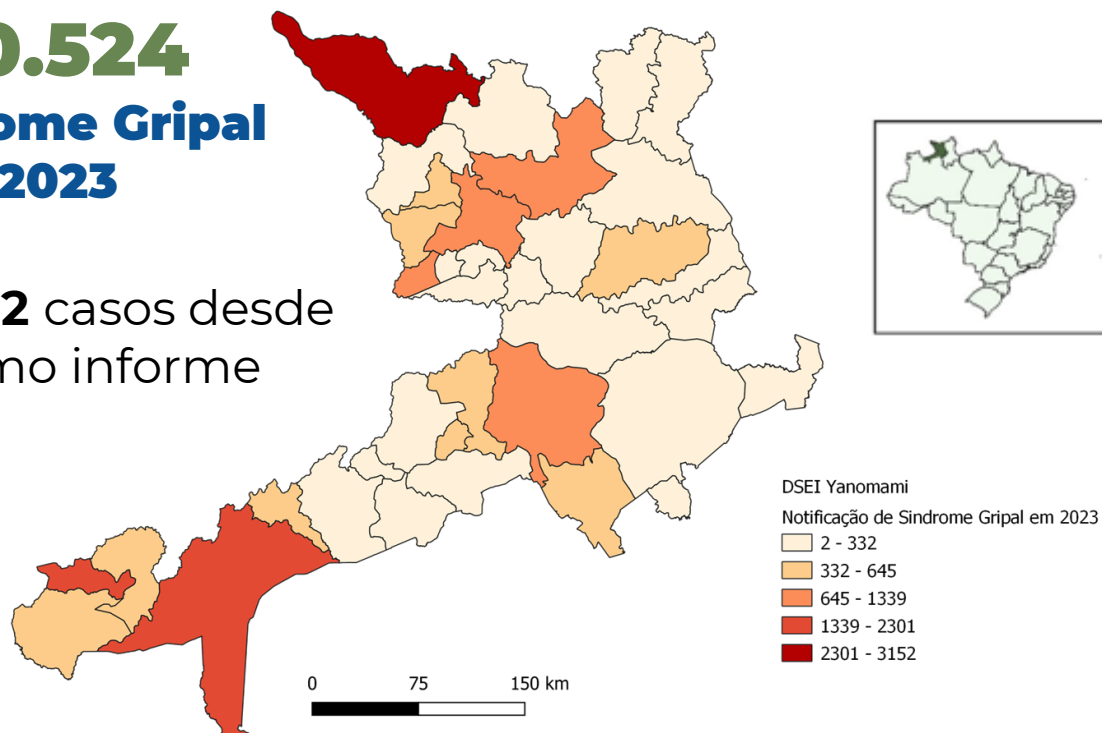 0.524
ome Gripal
2023
2 casos desde
mo informe
DSEI Yanomami
Notificação de Sindrome Gripal em 2023
2 - 332
332 - 645
645 - 1339
1339 - 2301
2301 - 3152
0 75 150 km